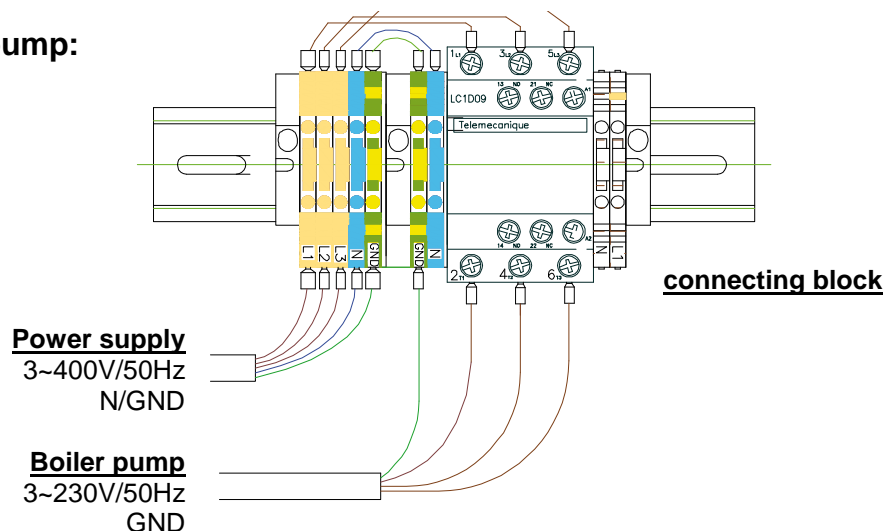 ump:
1L1 3L2 5L3
13 NO 21 NC A1
LC1D09
Telemecanique
14 NO 22 NC A2
L1 L2 L3 N GND GND N N L1
2T1 4T2 6T3
connecting block
Power supply
3~400V/50Hz
N/GND
Boiler pump
3~230V/50Hz
GND